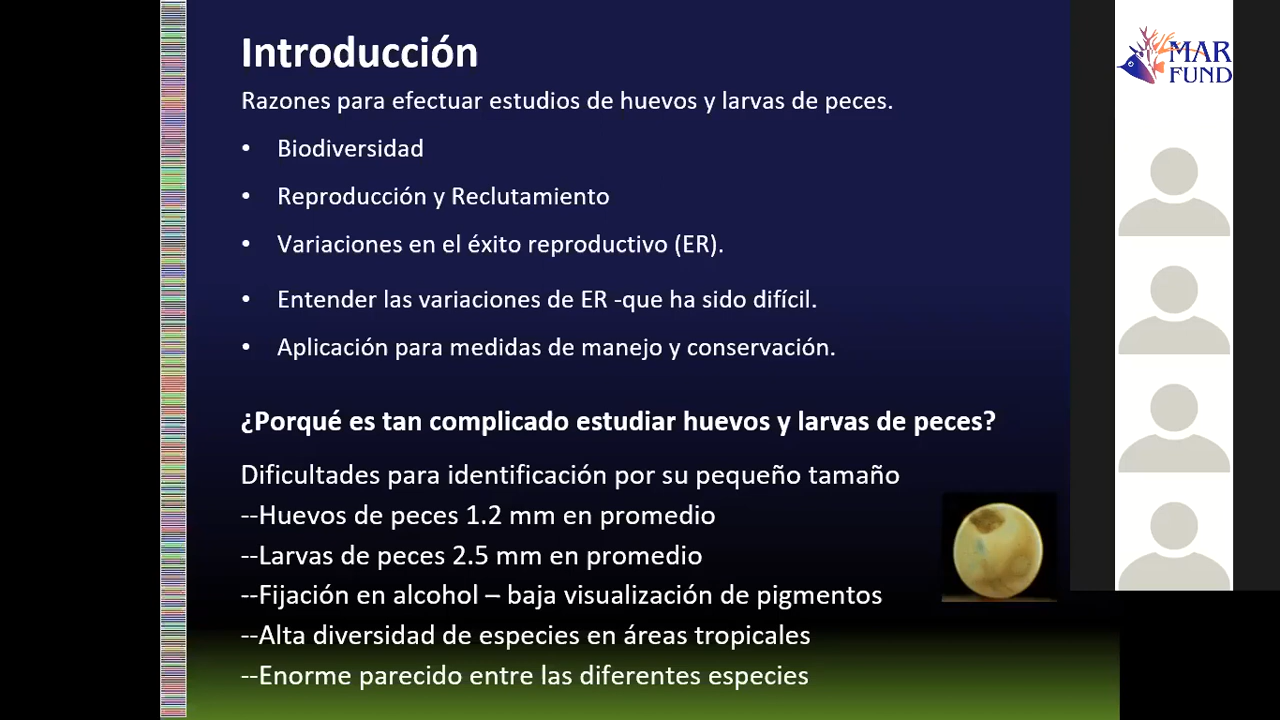 Introducción
Razones para efectuar estudios de huevos y larvas de peces.
• Biodiversidad
• Reproducción y Reclutamiento
• Variaciones en el éxito reproductivo (ER).
• Entender las variaciones de ER -que ha sido difícil.
• Aplicación para medidas de manejo y conservación.
¿Porqué es tan complicado estudiar huevos y larvas de peces?
Dificultades para identificación por su pequeño tamaño
--Huevos de peces 1.2 mm en promedio
--Larvas de peces 2.5 mm en promedio
--Fijación en alcohol – baja visualización de pigmentos
--Alta diversidad de especies en áreas tropicales
--Enorme parecido entre las diferentes especies
MAR
FUND